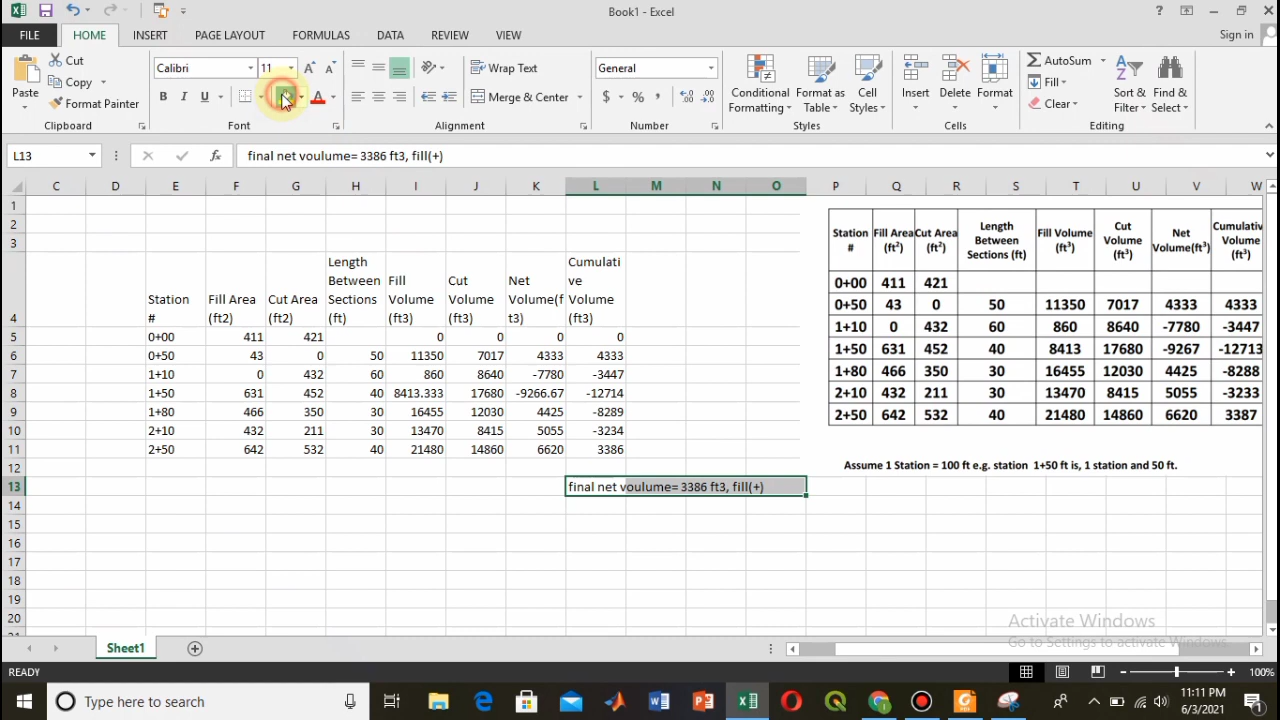 Book1 - Excel
?
FILE HOME INSERT PAGE LAYOUT FORMULAS DATA REVIEW VIEW Sign in
Paste Cut Copy Format Painter Clipboard
Calibri 11 B I U A Font
Wrap Text Merge & Center Alignment
General $ % , Number
Conditional Formatting Format as Table Cell Styles Styles
Insert Delete Format Cells
AutoSum Fill Clear Sort & Filter Find & Select Editing
L13 fx final net voulume= 3386 ft3, fill(+)
C D E F G H I J K L M N O P Q R S T U V W
1
2
3
4 Station # Fill Area (ft2) Cut Area (ft2) Length Between Sections (ft) Fill Volume (ft3) Cut Volume (ft3) Net Volume(f t3) Cumulati ve Volume (ft3)
5 0+00 411 421 0 0 0 0
6 0+50 43 0 50 11350 7017 4333 4333
7 1+10 0 432 60 860 8640 -7780 -3447
8 1+50 631 452 40 8413.333 17680 -9266.67 -12714
9 1+80 466 350 30 16455 12030 4425 -8289
10 2+10 432 211 30 13470 8415 5055 -3234
11 2+50 642 532 40 21480 14860 6620 3386
12
13 final net voulume= 3386 ft3, fill(+)
14
15
16
17
18
19
20
21
Station # Fill Area (ft²) Cut Area (ft²) Length Between Sections (ft) Fill Volume (ft³) Cut Volume (ft³) Net Volume(ft³) Cumulativ Volume (ft³)
0+00 411 421
0+50 43 0 50 11350 7017 4333 4333
1+10 0 432 60 860 8640 -7780 -3447
1+50 631 452 40 8413 17680 -9267 -12713
1+80 466 350 30 16455 12030 4425 -8288
2+10 432 211 30 13470 8415 5055 -3233
2+50 642 532 40 21480 14860 6620 3387
Assume 1 Station = 100 ft e.g. station 1+50 ft is, 1 station and 50 ft.
Activate Windows
Go to Settings to activate Windows.
Sheet1
READY 100%
Type here to search
11:11 PM
6/3/2021